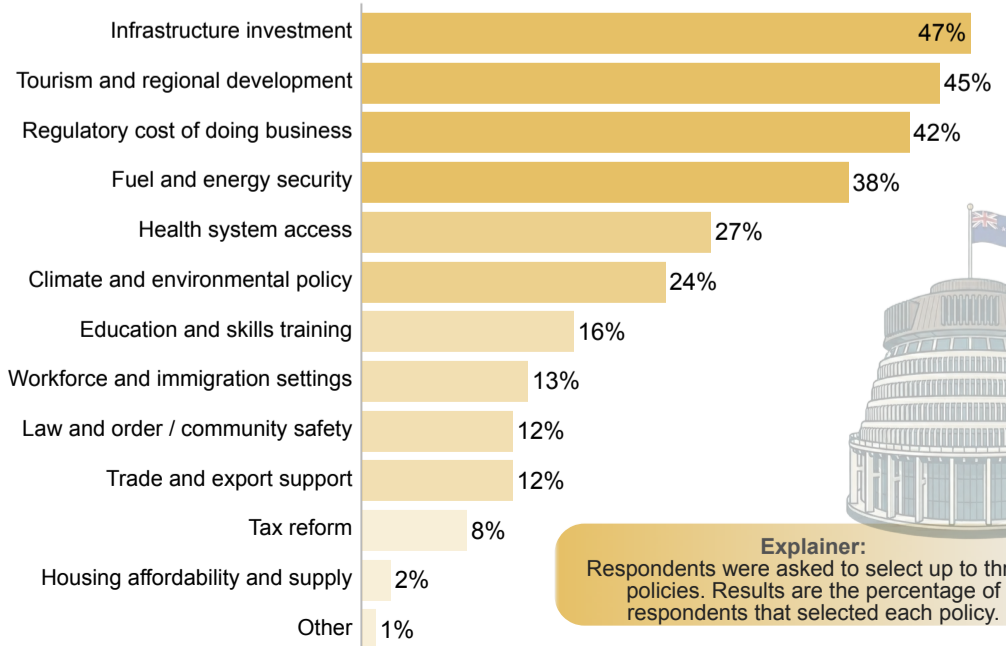 Infrastructure investment 47%
Tourism and regional development 45%
Regulatory cost of doing business 42%
Fuel and energy security 38%
Health system access 27%
Climate and environmental policy 24%
Education and skills training 16%
Workforce and immigration settings 13%
Law and order / community safety 12%
Trade and export support 12%
Tax reform 8%
Housing affordability and supply 2%
Other 1%
Explainer:
Respondents were asked to select up to
policies. Results are the percentage of
respondents that selected each policy.